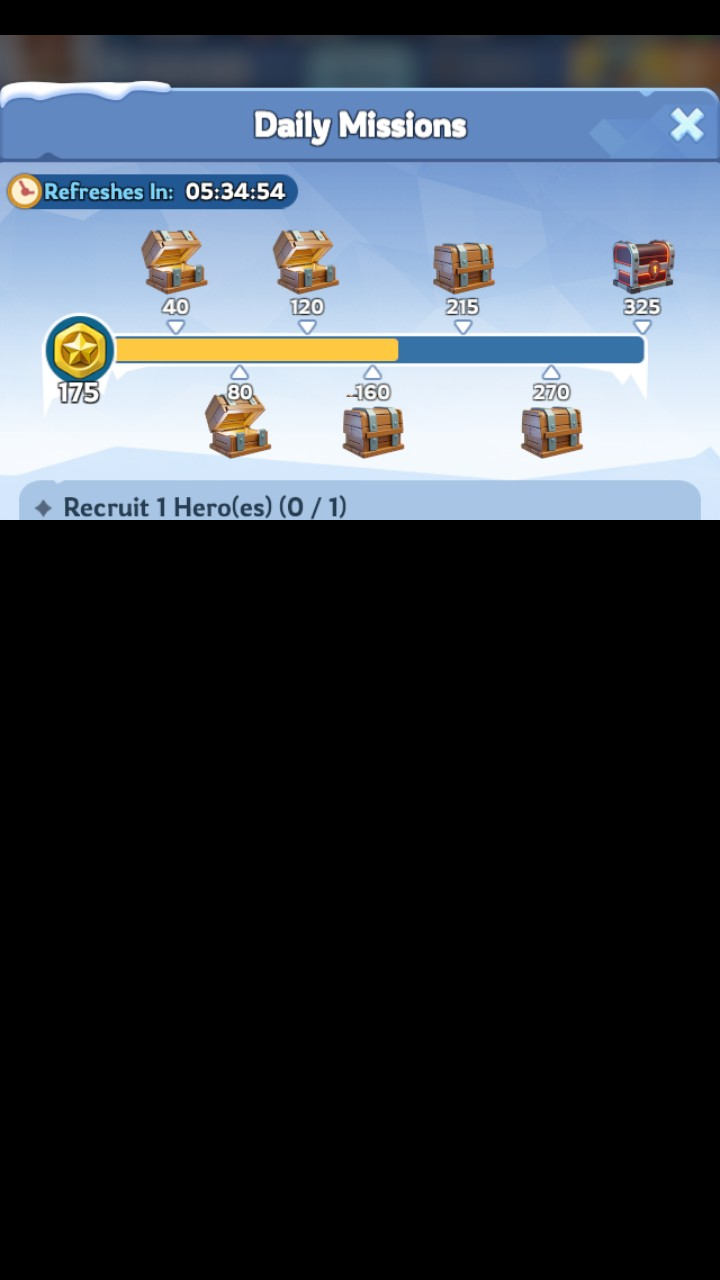 Daily Missions
Refreshes In: 05:34:54
40 120 215 325
175
80 160 270
Recruit 1 Hero(es) (0 / 1)